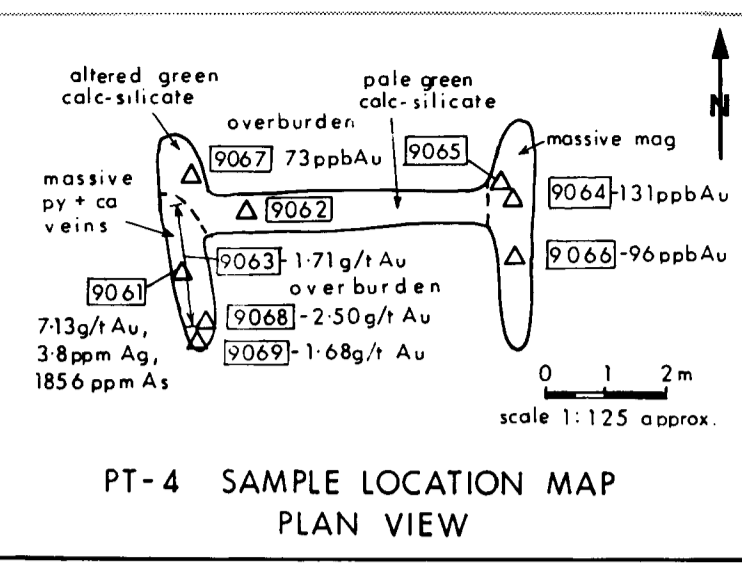 altered green
calc-silicate
pale green
calc-silicate
N
overburden
9067 73ppbAu
9065
massive mag
massive
py + ca
veins
9062
9064-131ppbAu
9063-1·71g/t Au
9066-96ppbAu
overburden
9061
9068-2·50g/t Au
7·13g/t Au,
3·8ppm Ag,
1856ppm As
9069-1·68g/t Au
0 1 2m
scale 1:125 approx.
PT-4 SAMPLE LOCATION MAP
PLAN VIEW